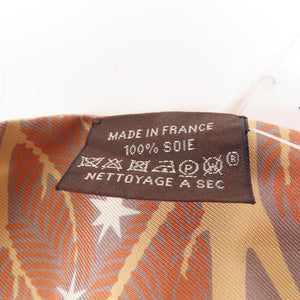 MADE IN FRANCE
100% SOIE
P W ®
NETTOYAGE A SEC